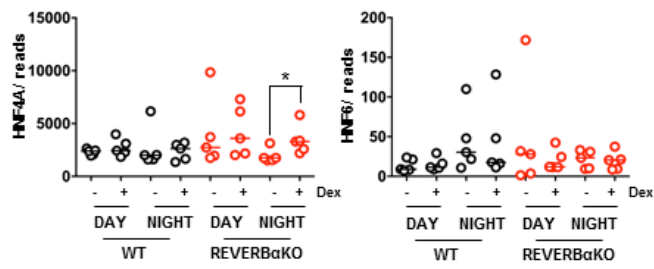 HNF4A/ reads
15000
10000
5000
0
*
- + - + - + - + Dex
DAY NIGHT DAY NIGHT
WT REVERBαKO
HNF6/ reads
200
150
100
50
0
- + - + - + - + Dex
DAY NIGHT DAY NIGHT
WT REVERBαKO